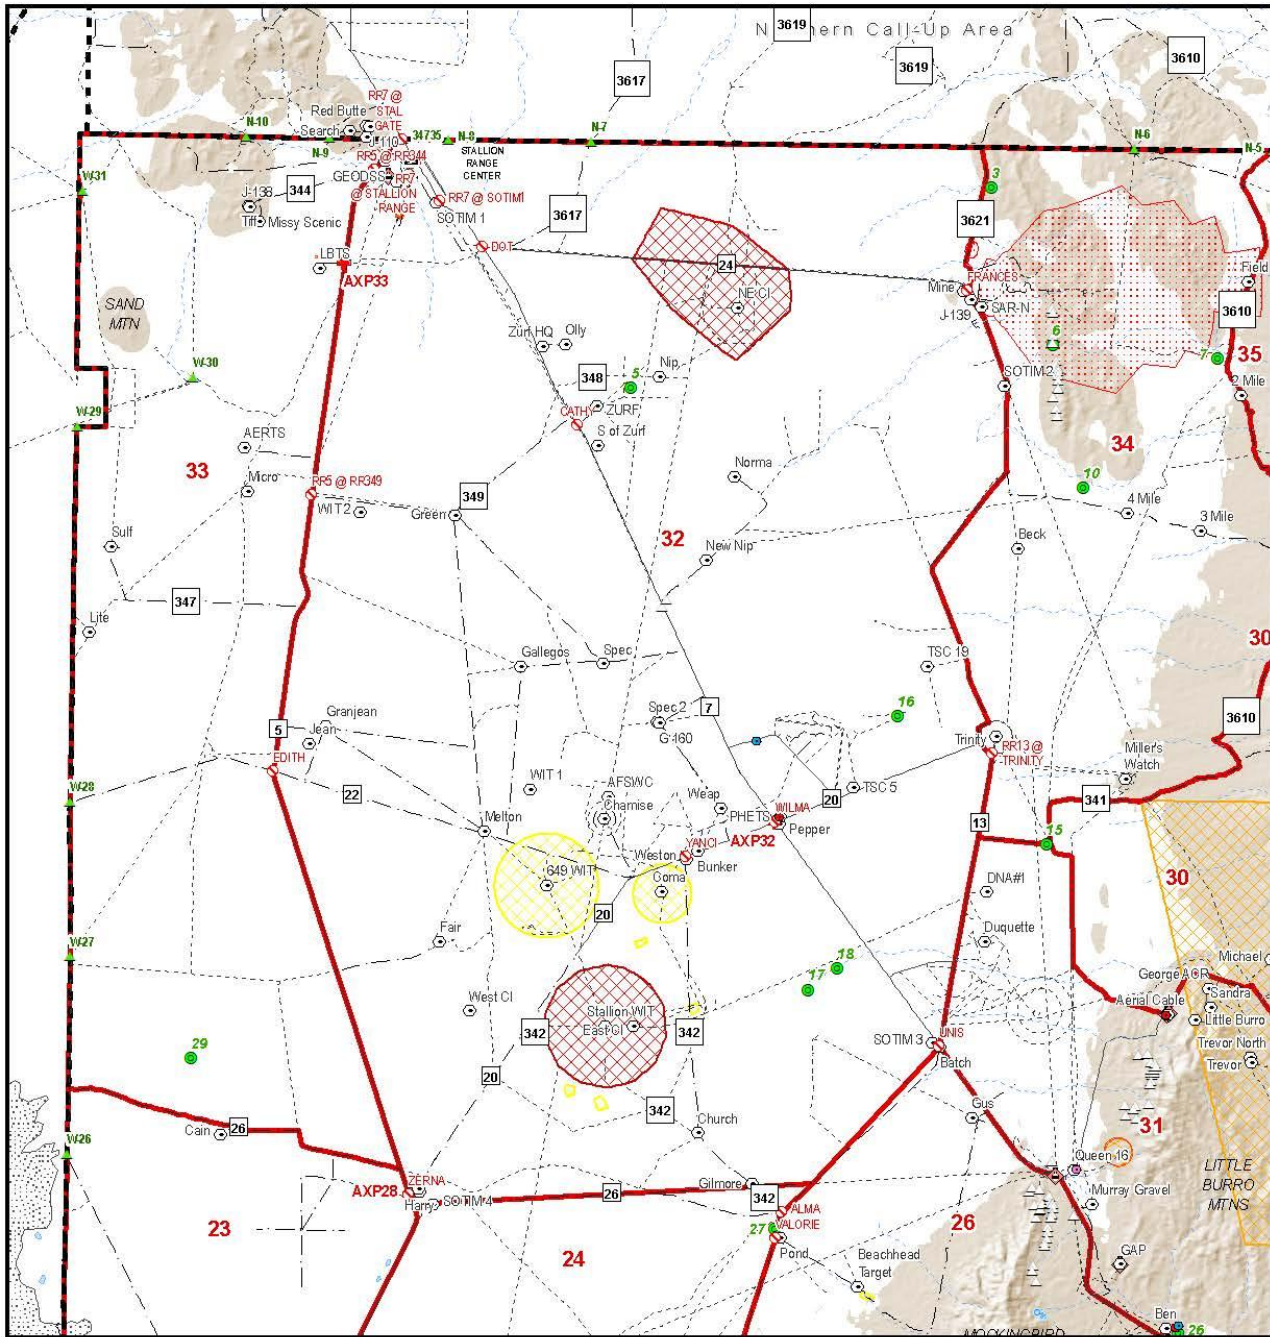 3619
3617
3619
3610
RR7 @
STAL
GATE
Red Butte
Search
J-110
N-10
N-9
34735
N-8
N-7
N-6
N-5
STALLION
RANGE
CENTER
RR5 @ RR344
GEODSS
RR7
@ STALLION
RANGE
RR7 @ SOTIM1
SOTIM 1
W-31
J-138
344
Tiff
Missy Scenic
3617
DOT
3
3621
LBTS
AXP33
24
NE CI
FRANCES
Mine
J-139
SAR-N
Field
3610
SAND
MTN
Zurf HQ
Olly
6
7
35
W-30
348
5
Nip
SOTIM 2
2 Mile
W-29
CATHY
ZURF
S of Zurf
AERTS
34
33
Micro
RR5 @ RR349
WIT 2
Green
349
Norma
10
4 Mile
3 Mile
Sulf
32
New Nip
Beck
347
Lite
30
Gallegos
Spec
TSC 19
Spec 2
G-160
7
16
3610
Granjean
Jean
5
EDITH
Trinity
RR13 @
TRINITY
Miller's
Watch
W-28
22
WIT 1
AFSWC
Chamise
Weap
20
TSC 5
341
Melton
PHETS
WILMA
Pepper
AXP32
13
15
Weston
YANCI
Bunker
649 WIT
Coma
DNA#1
30
20
Fair
Duquette
W-27
18
17
Michael
George ACR
Sandra
Aerial Cable
Little Burro
West CI
Stallion WIT
East CI
342
342
SOTIM 3
UNIS
Batch
Trevor North
Trevor
29
20
342
Church
Gus
31
26
Cain
W-26
Queen 16
LITTLE
BURRO
MTNS
ZERNA
AXP28
Harry
SOTIM 4
26
Gilmore
342
ALMA
VALORIE
27
Pond
Murray Gravel
23
24
26
Beachhead
Target
GAP
Ben
26
MOCKINGBIRD